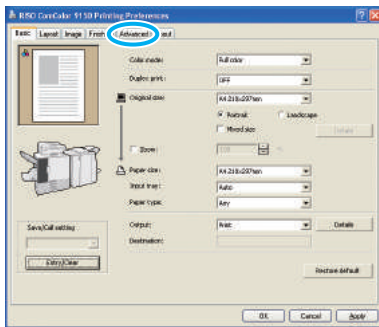 RISO ComColor 9150 Printing Preferences
Basic Layout Image Finish Advanced
Color mode: Full color
Duplex print: OFF
Original size: A4 210x297mm
Portrait Landscape
Mixed size Details
Zoom: 100 %
Paper size: A4 210x297mm
Input tray: Auto
Paper type: Any
Save/Call setting
Output: Print Details
Destination:
Entry/Clear
Restore default
OK Cancel Apply